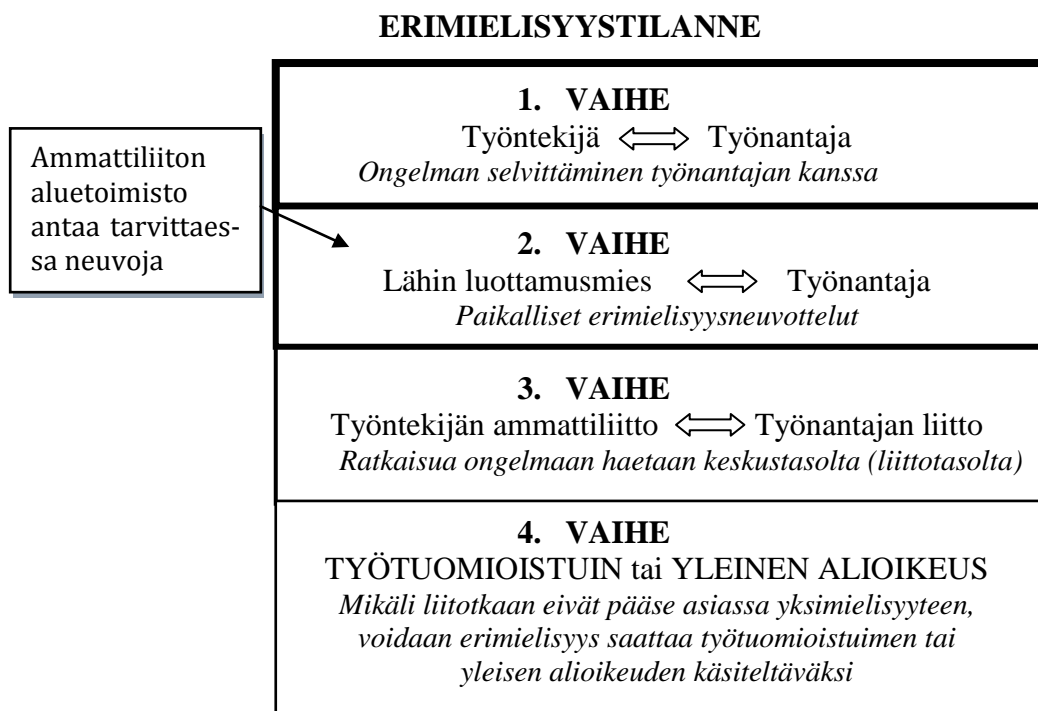 ERIMIELISYYSTILANNE
1. VAIHE
Työntekijä Työnantaja
Ongelman selvittäminen työnantajan kanssa
Ammattiliiton
aluetoimisto
antaa tarvittaes-
sa neuvoja
2. VAIHE
Lähin luottamusmies Työnantaja
Paikalliset erimielisyysneuvottelut
3. VAIHE
Työntekijän ammattiliitto Työnantajan liitto
Ratkaisua ongelmaan haetaan keskustasolta (liittotasolta)
4. VAIHE
TYÖTUOMIOISTUIN tai YLEINEN ALIOIKEUS
Mikäli liitotkaan eivät pääse asiassa yksimielisyyteen,
voidaan erimielisyys saattaa työtuomioistuimen tai
yleisen alioikeuden käsiteltäväksi